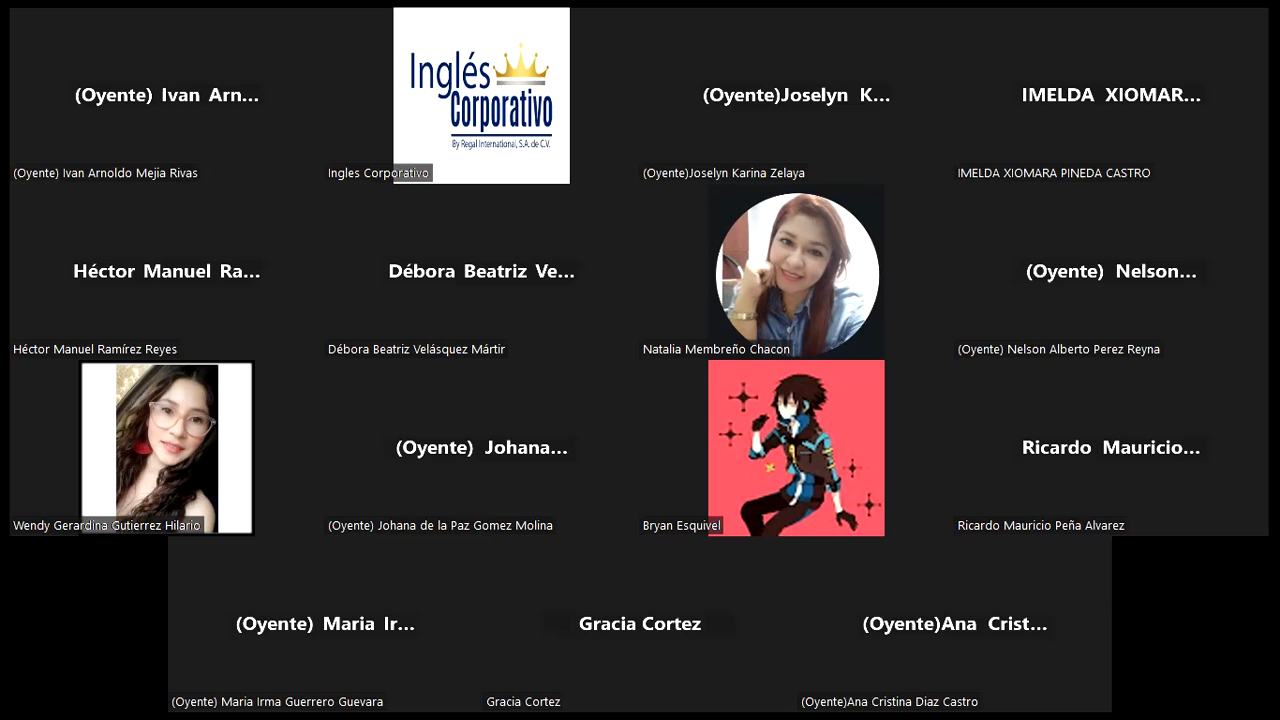 (Oyente) Ivan Arn...
Inglés
Corporativo
By Regal International, S.A. de C.V.
(Oyente)Joselyn K...
IMELDA XIOMAR...
(Oyente) Ivan Arnoldo Mejia Rivas
Ingles Corporativo
(Oyente)Joselyn Karina Zelaya
IMELDA XIOMARA PINEDA CASTRO
Héctor Manuel Ra...
Débora Beatriz Ve...
(Oyente) Nelson...
Héctor Manuel Ramírez Reyes
Débora Beatriz Velásquez Mártir
Natalia Membreño Chacon
(Oyente) Nelson Alberto Perez Reyna
(Oyente) Johana...
Ricardo Mauricio...
Wendy Gerardina Gutierrez Hilario
(Oyente) Johana de la Paz Gomez Molina
Bryan Esquivel
Ricardo Mauricio Peña Alvarez
(Oyente) Maria Ir...
Gracia Cortez
(Oyente)Ana Crist...
(Oyente) Maria Irma Guerrero Guevara
Gracia Cortez
(Oyente)Ana Cristina Diaz Castro